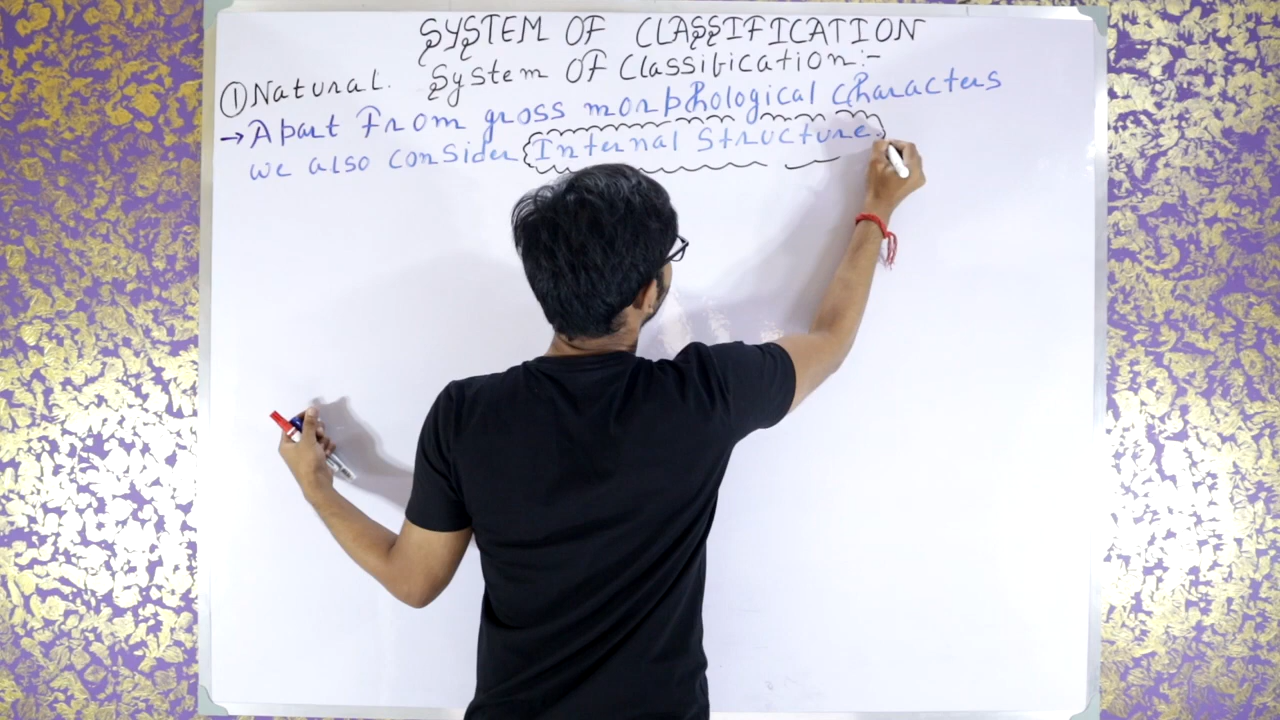 SYSTEM OF CLASSIFICATION
① Natural. System Of Classification:-
→ Apart From gross morphological characters
we also consider Internal Structure.